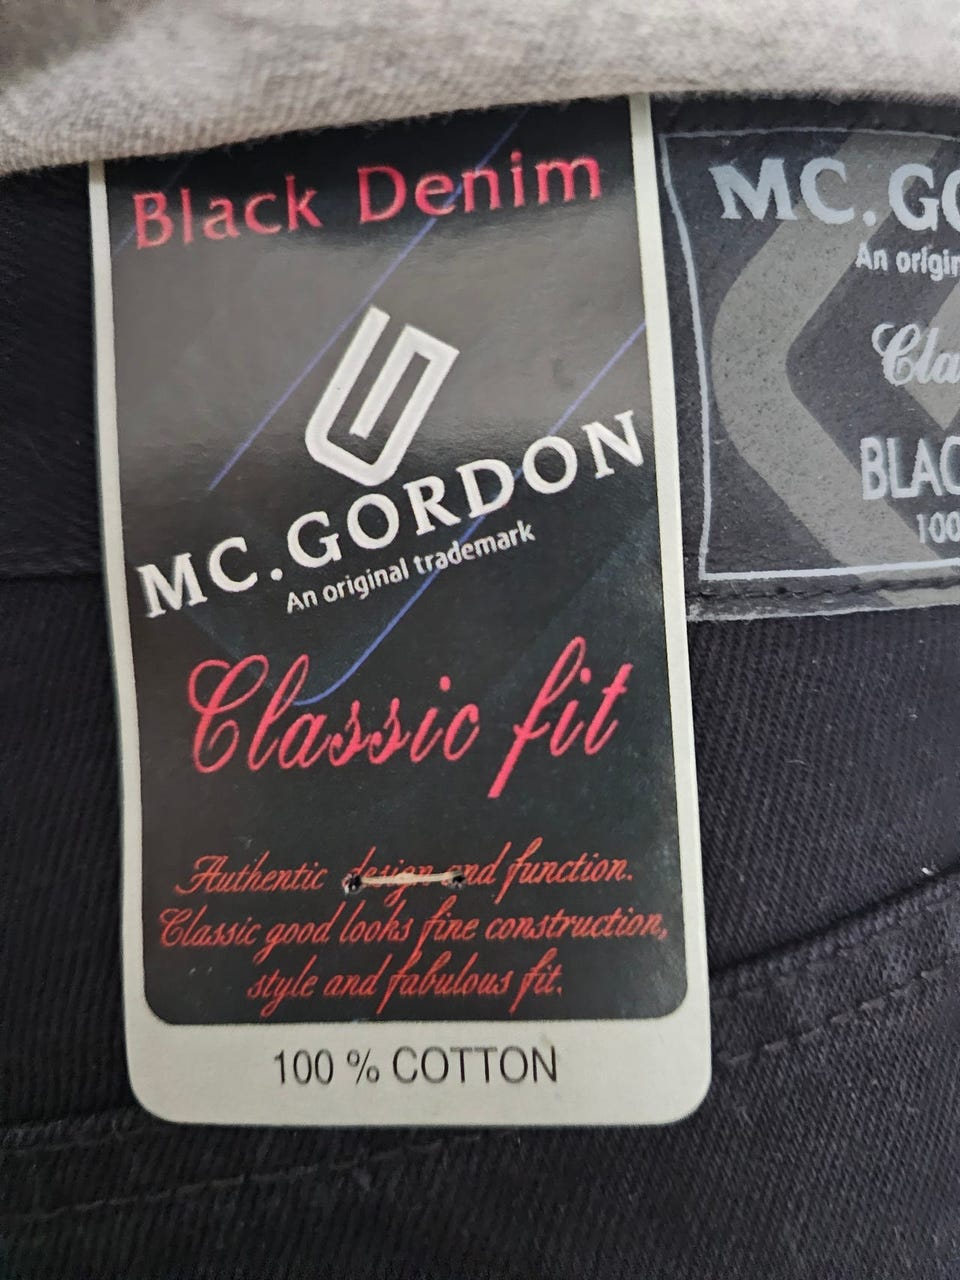 Black Denim
MC. GORDON
An original trademark
Classic fit
Authentic design and function.
Classic good looks fine construction,
style and fabulous fit.
100 % COTTON
MC. GO
An origin
Cla
BLAC
100